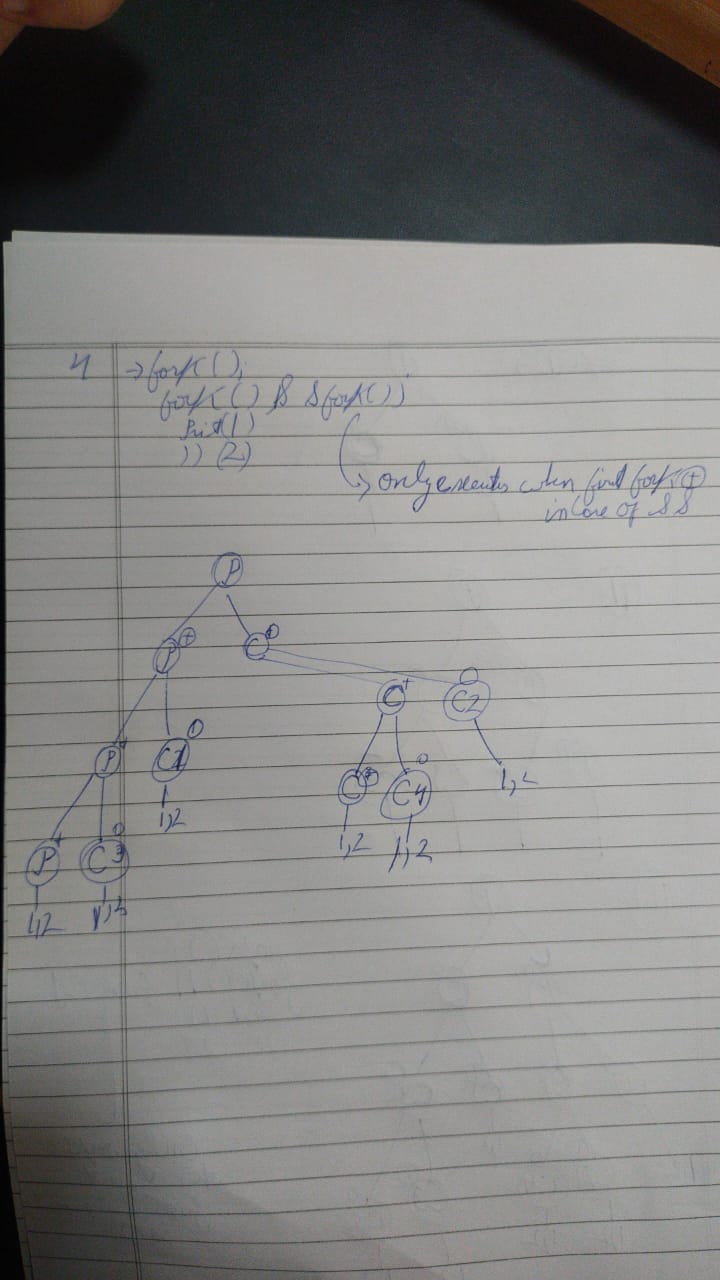 4 → fork();
fork() && fork())
Print(1)
)) (2)
→ only executes when first fork +
in case of &&
P
P + C 0
C + C2 0
P + C1 0
C + C4 0 1,2
P + C3 0 1,2 1,2 1,2
1,2 1,2